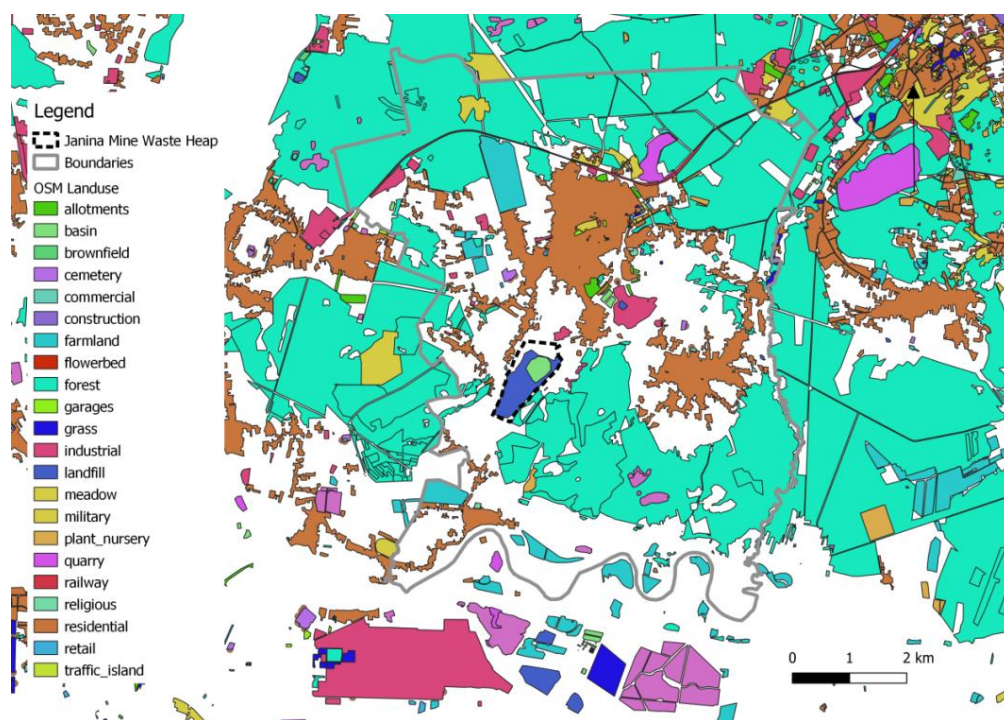 Legend
Janina Mine Waste Heap
Boundaries
OSM Landuse
allotments
basin
brownfield
cemetery
commercial
construction
farmland
flowerbed
forest
garages
grass
industrial
landfill
meadow
military
plant_nursery
quarry
railway
religious
residential
retail
traffic_island
0 1 2 km